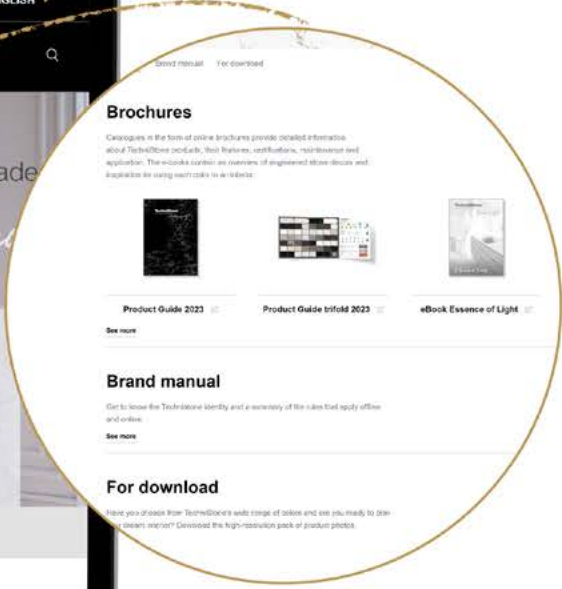 ENGLISH
ade
Brand manual For download
Brochures
Catalogues in the form of online brochures provide detailed information
about TechniStone products, their features, certifications, maintenance and
application. The e-books contain an overview of engineered stone decors and
inspiration for using each color in an interior.
Product Guide 2023
Product Guide trifold 2023
eBook Essence of Light
See more
Brand manual
Get to know the Technistone identity and a summary of the rules that apply offline
and online.
See more
For download
Have you chosen from TechniStone's wide range of colors and are you ready to plan
your dream interior? Download the high-resolution pack of product photos.